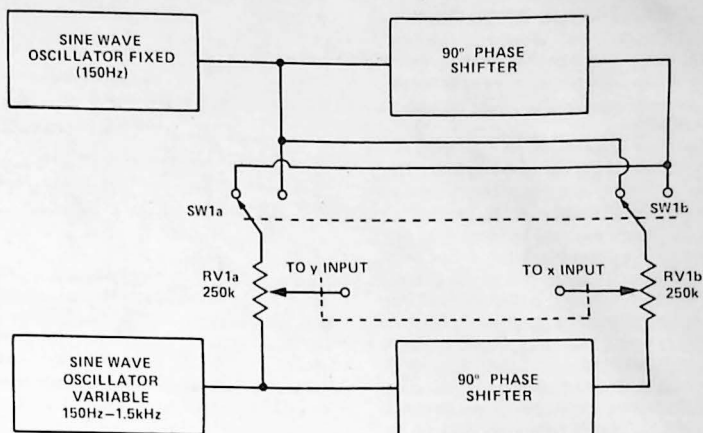 SINE WAVE
OSCILLATOR FIXED
(150Hz)
90° PHASE
SHIFTER
SW1a
SW1b
RV1a
250k
TO y INPUT
TO x INPUT
RV1b
250k
SINE WAVE
OSCILLATOR
VARIABLE
150Hz–1.5kHz
90° PHASE
SHIFTER